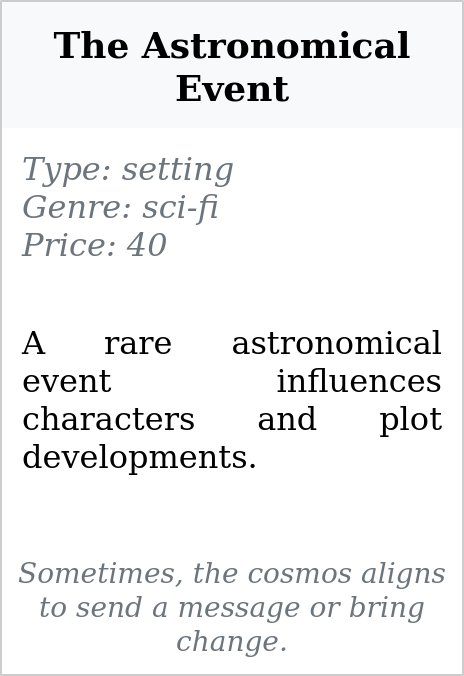 The Astronomical
Event
Type: setting
Genre: sci-fi
Price: 40
A rare astronomical
event influences
characters and plot
developments.
Sometimes, the cosmos aligns
to send a message or bring
change.